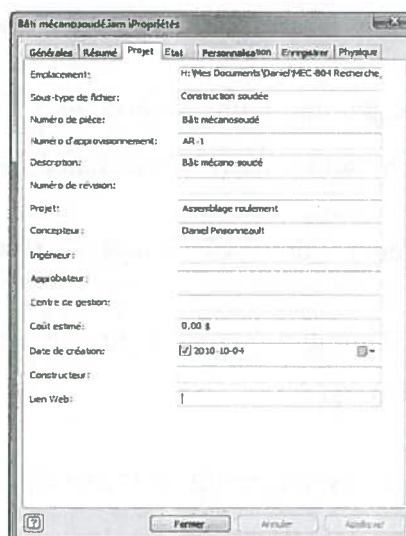 Bâti mécanosoudé.iam iPropriétés
Générales Résumé Projet État Personnalisation Enregistrer Physique
Emplacement: H:\Mes Documents\Daniel\MEC-804 Recherche,
Sous-type de fichier: Construction soudée
Numéro de pièce: Bâti mécanosoudé
Numéro d'approvisionnement: AR-1
Description: Bâti mécano-soudé
Numéro de révision:
Projet: Assemblage roulement
Concepteur: Daniel Pinsonneault
Ingénieur:
Approbateur:
Centre de gestion:
Coût estimé: 0,00 $
Date de création: 2010-10-04
Constructeur:
Lien Web:
Fermer Annuler Appliquer